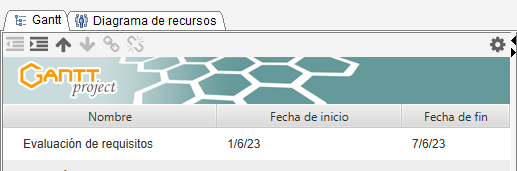 Gantt Diagrama de recursos
GANTT
project
Nombre Fecha de inicio Fecha de fin
Evaluación de requisitos 1/6/23 7/6/23